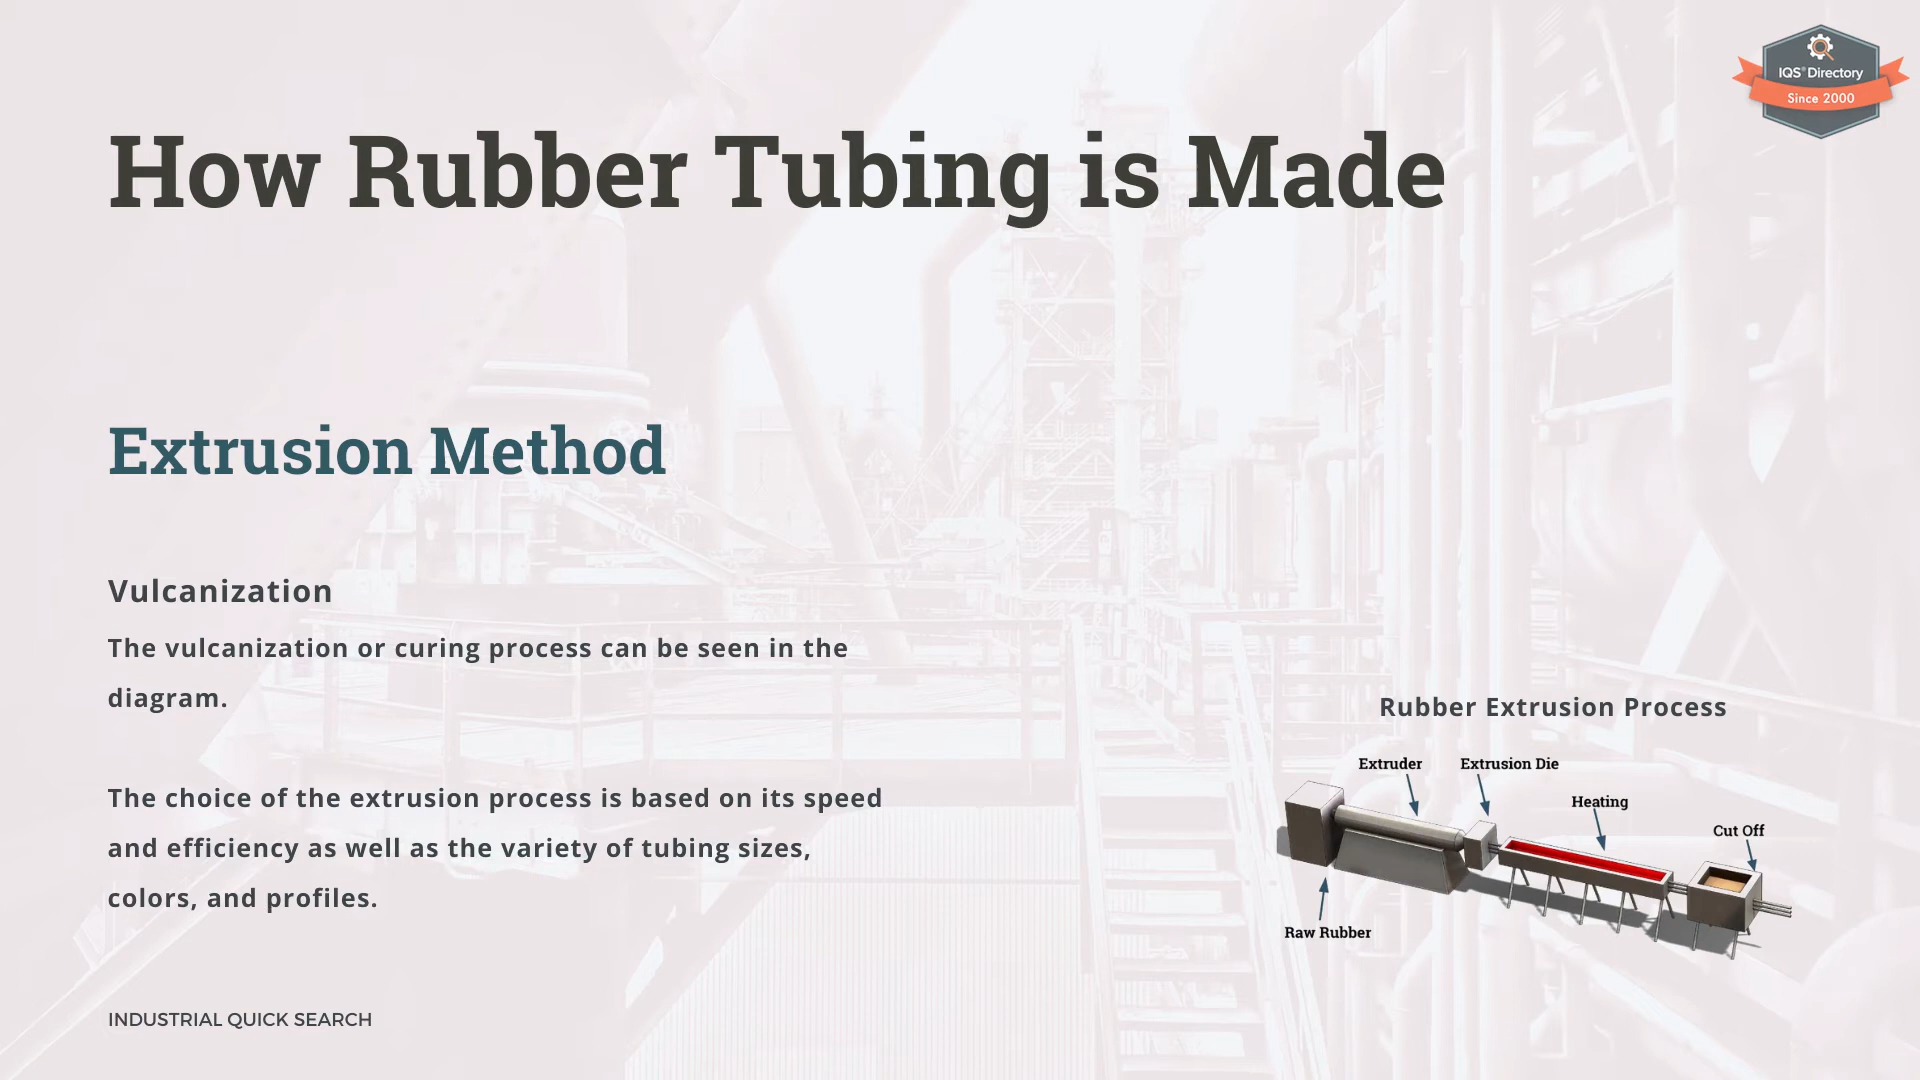 IQS® Directory
Since 2000
How Rubber Tubing is Made
Extrusion Method
Vulcanization
The vulcanization or curing process can be seen in the
diagram.
The choice of the extrusion process is based on its speed
and efficiency as well as the variety of tubing sizes,
colors, and profiles.
Rubber Extrusion Process
Extruder
Extrusion Die
Heating
Cut Off
Raw Rubber
INDUSTRIAL QUICK SEARCH